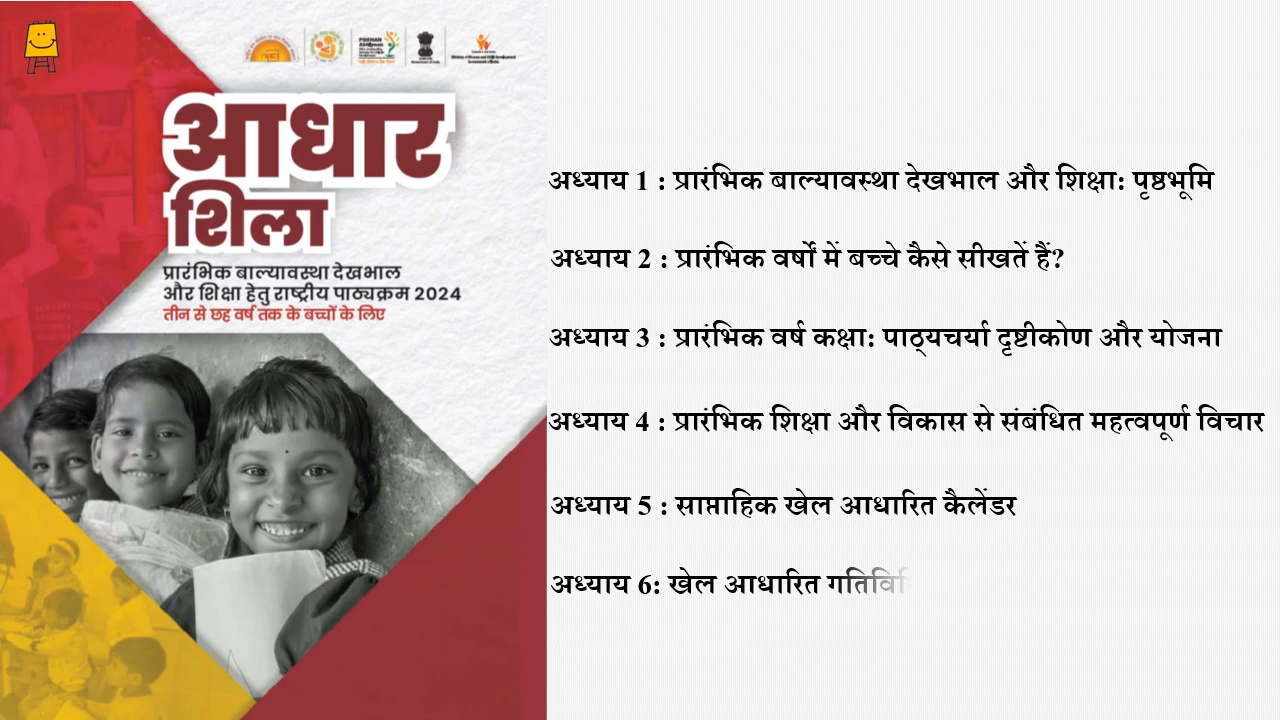 POSHAN
Abhiyaan
आधार
शिला
प्रारंभिक बाल्यावस्था देखभाल
और शिक्षा हेतु राष्ट्रीय पाठ्यक्रम 2024
तीन से छह वर्ष तक के बच्चों के लिए
अध्याय 1 : प्रारंभिक बाल्यावस्था देखभाल और शिक्षा: पृष्ठभूमि
अध्याय 2 : प्रारंभिक वर्षों में बच्चे कैसे सीखतें हैं?
अध्याय 3 : प्रारंभिक वर्ष कक्षा: पाठ्यचर्या दृष्टीकोण और योजना
अध्याय 4 : प्रारंभिक शिक्षा और विकास से संबंधित महत्वपूर्ण विचार
अध्याय 5 : साप्ताहिक खेल आधारित कैलेंडर
अध्याय 6: खेल आधारित